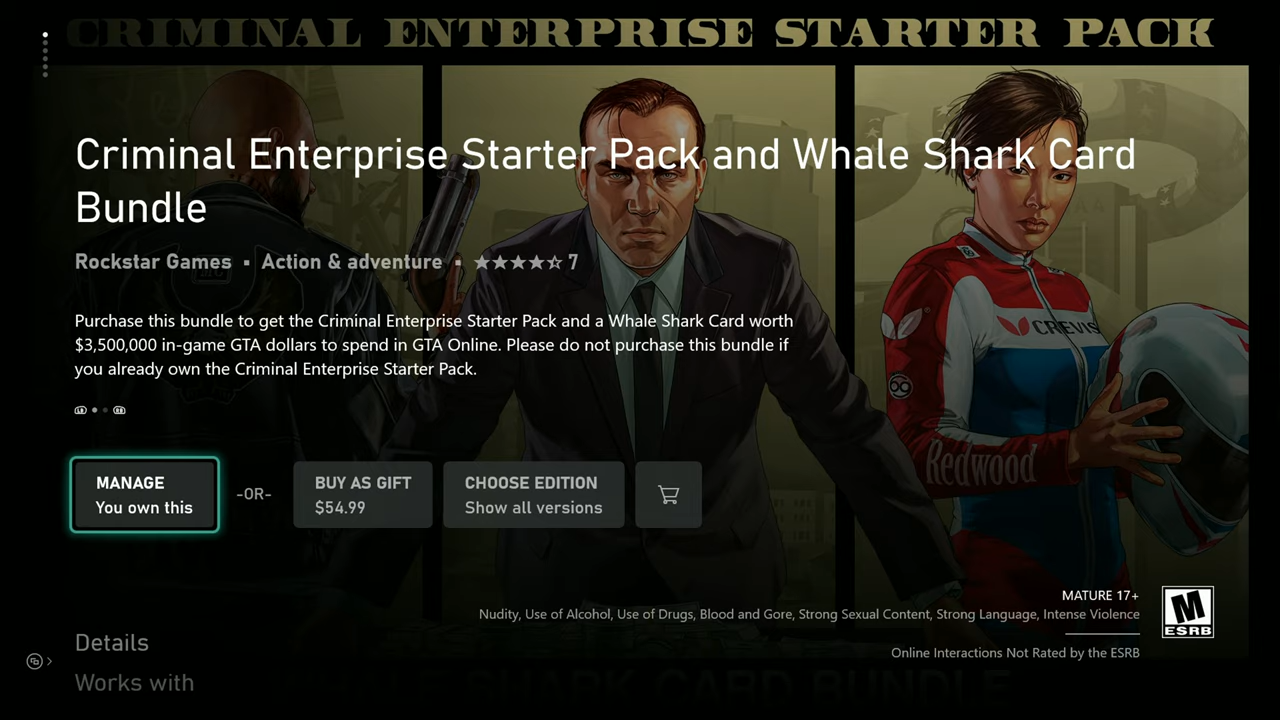 CRIMINAL ENTERPRISE STARTER PACK
Criminal Enterprise Starter Pack and Whale Shark Card
Bundle
Rockstar Games ▪ Action & adventure ▪ ★★★★⯪ 7
Purchase this bundle to get the Criminal Enterprise Starter Pack and a Whale Shark Card worth
$3,500,000 in-game GTA dollars to spend in GTA Online. Please do not purchase this bundle if
you already own the Criminal Enterprise Starter Pack.
CREVIS
Redwood
MANAGE
You own this
-OR-
BUY AS GIFT
$54.99
CHOOSE EDITION
Show all versions
MATURE 17+
Nudity, Use of Alcohol, Use of Drugs, Blood and Gore, Strong Sexual Content, Strong Language, Intense Violence
Online Interactions Not Rated by the ESRB
M
ESRB
Details
Works with
SHARK CARD BUNDLE